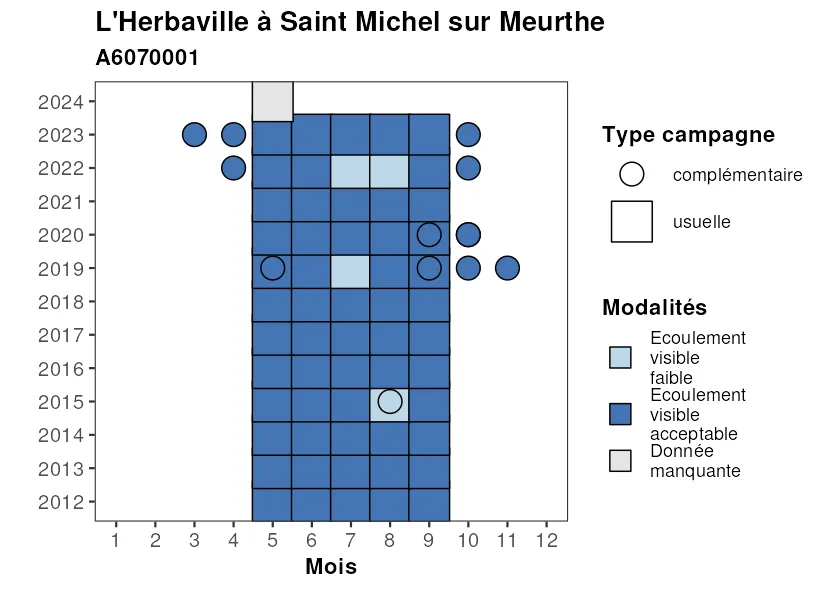 L'Herbaville à Saint Michel sur Meurthe
A6070001
2024
2023
2022
2021
2020
2019
2018
2017
2016
2015
2014
2013
2012
1 2 3 4 5 6 7 8 9 10 11 12
Mois
Type campagne
complémentaire
usuelle
Modalités
Ecoulement
visible
faible
Ecoulement
visible
acceptable
Donnée
manquante